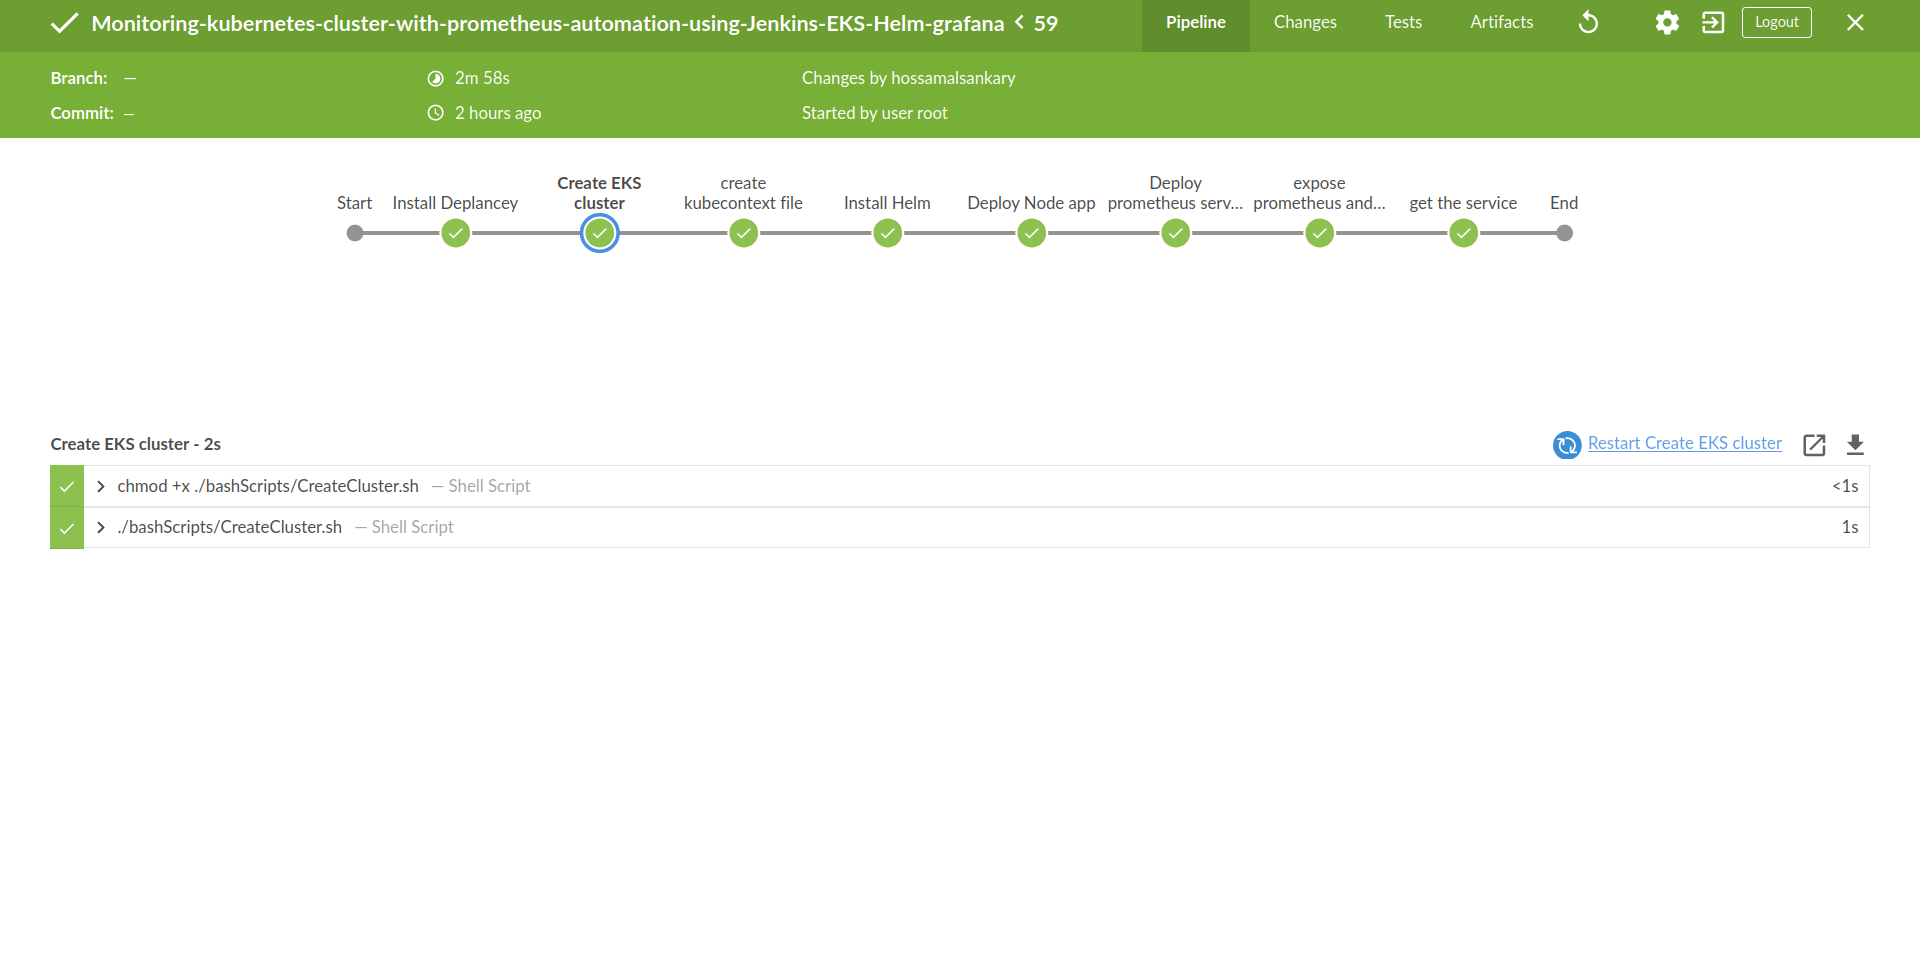 Monitoring-kubernetes-cluster-with-prometheus-automation-using-Jenkins-EKS-Helm-grafana < 59
Pipeline Changes Tests Artifacts Logout
Branch: — 2m 58s Changes by hossamalsankary
Commit: — 2 hours ago Started by user root
Start
Install Deplancey
Create EKS
cluster
create
kubecontext file
Install Helm
Deploy Node app
Deploy
prometheus serv...
expose
prometheus and...
get the service
End
Create EKS cluster - 2s
Restart Create EKS cluster
chmod +x ./bashScripts/CreateCluster.sh — Shell Script <1s
./bashScripts/CreateCluster.sh — Shell Script 1s